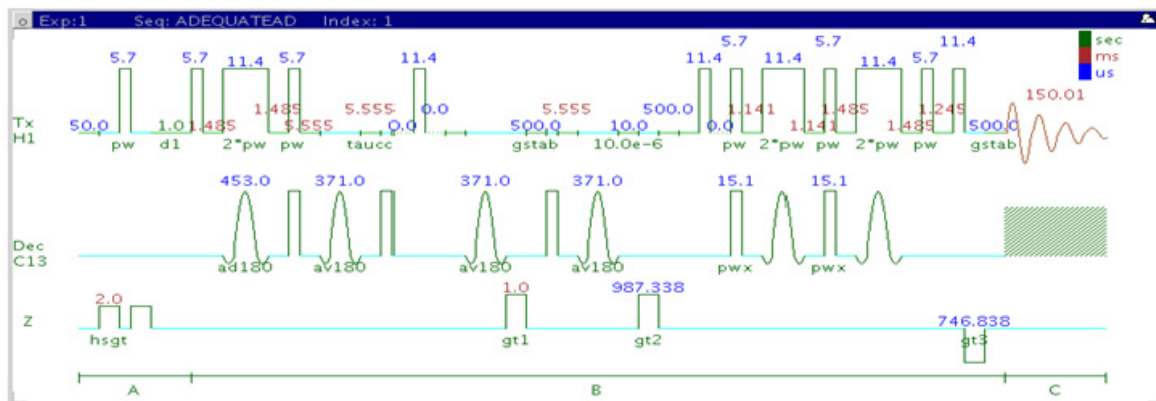 Exp:1 Seq: ADEQUATEAD Index: 1
sec
ms
us
5.7 5.7 11.4 5.7 11.4 11.4 5.7 11.4 5.7 11.4 5.7 11.4
Tx
H1
50.0 1.0 1.485 1.485 5.555 5.555 0.0 0.0 500.0 5.555 10.0 500.0 0.0 1.141 1.141 1.485 1.485 1.245 500.0 150.01
pw d1 2*pw pw taucc gstab 10.0e-6 pw 2*pw pw 2*pw pw gstab
453.0 371.0 371.0 371.0 15.1 15.1
Dec
C13
ad180 av180 av180 av180 pwx pwx
2.0 1.0 987.338 746.838
Z
hsgt gt1 gt2 gt3
A B C